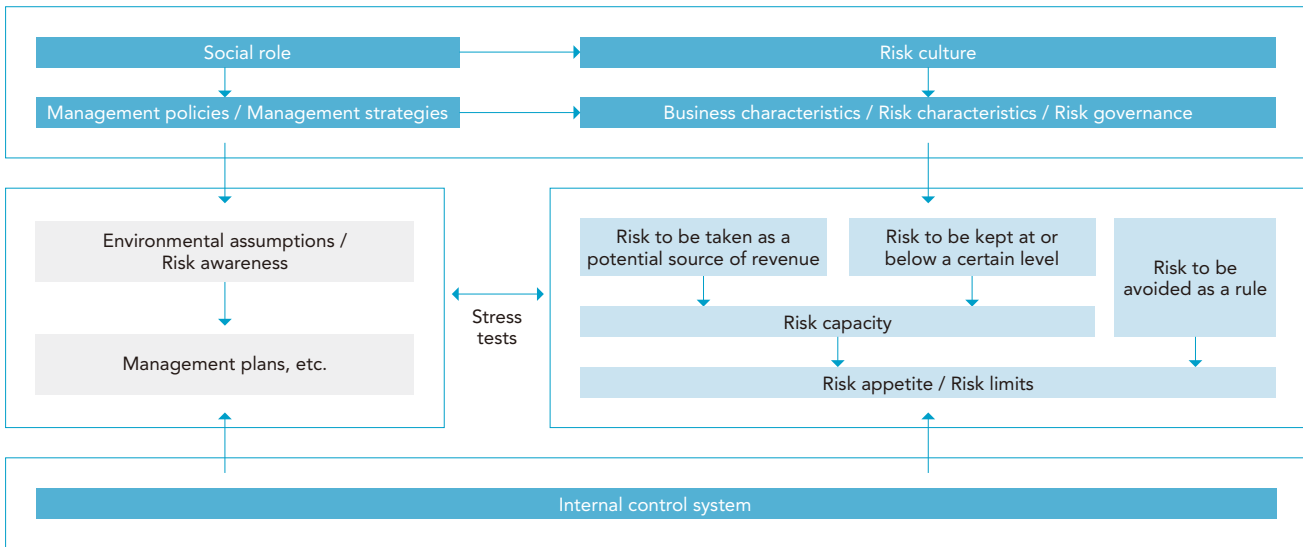 Social role
Risk culture
Management policies / Management strategies
Business characteristics / Risk characteristics / Risk governance
Environmental assumptions /
Risk awareness
Management plans, etc.
Stress
tests
Risk to be taken as a
potential source of revenue
Risk to be kept at or
below a certain level
Risk to be
avoided as a rule
Risk capacity
Risk appetite / Risk limits
Internal control system